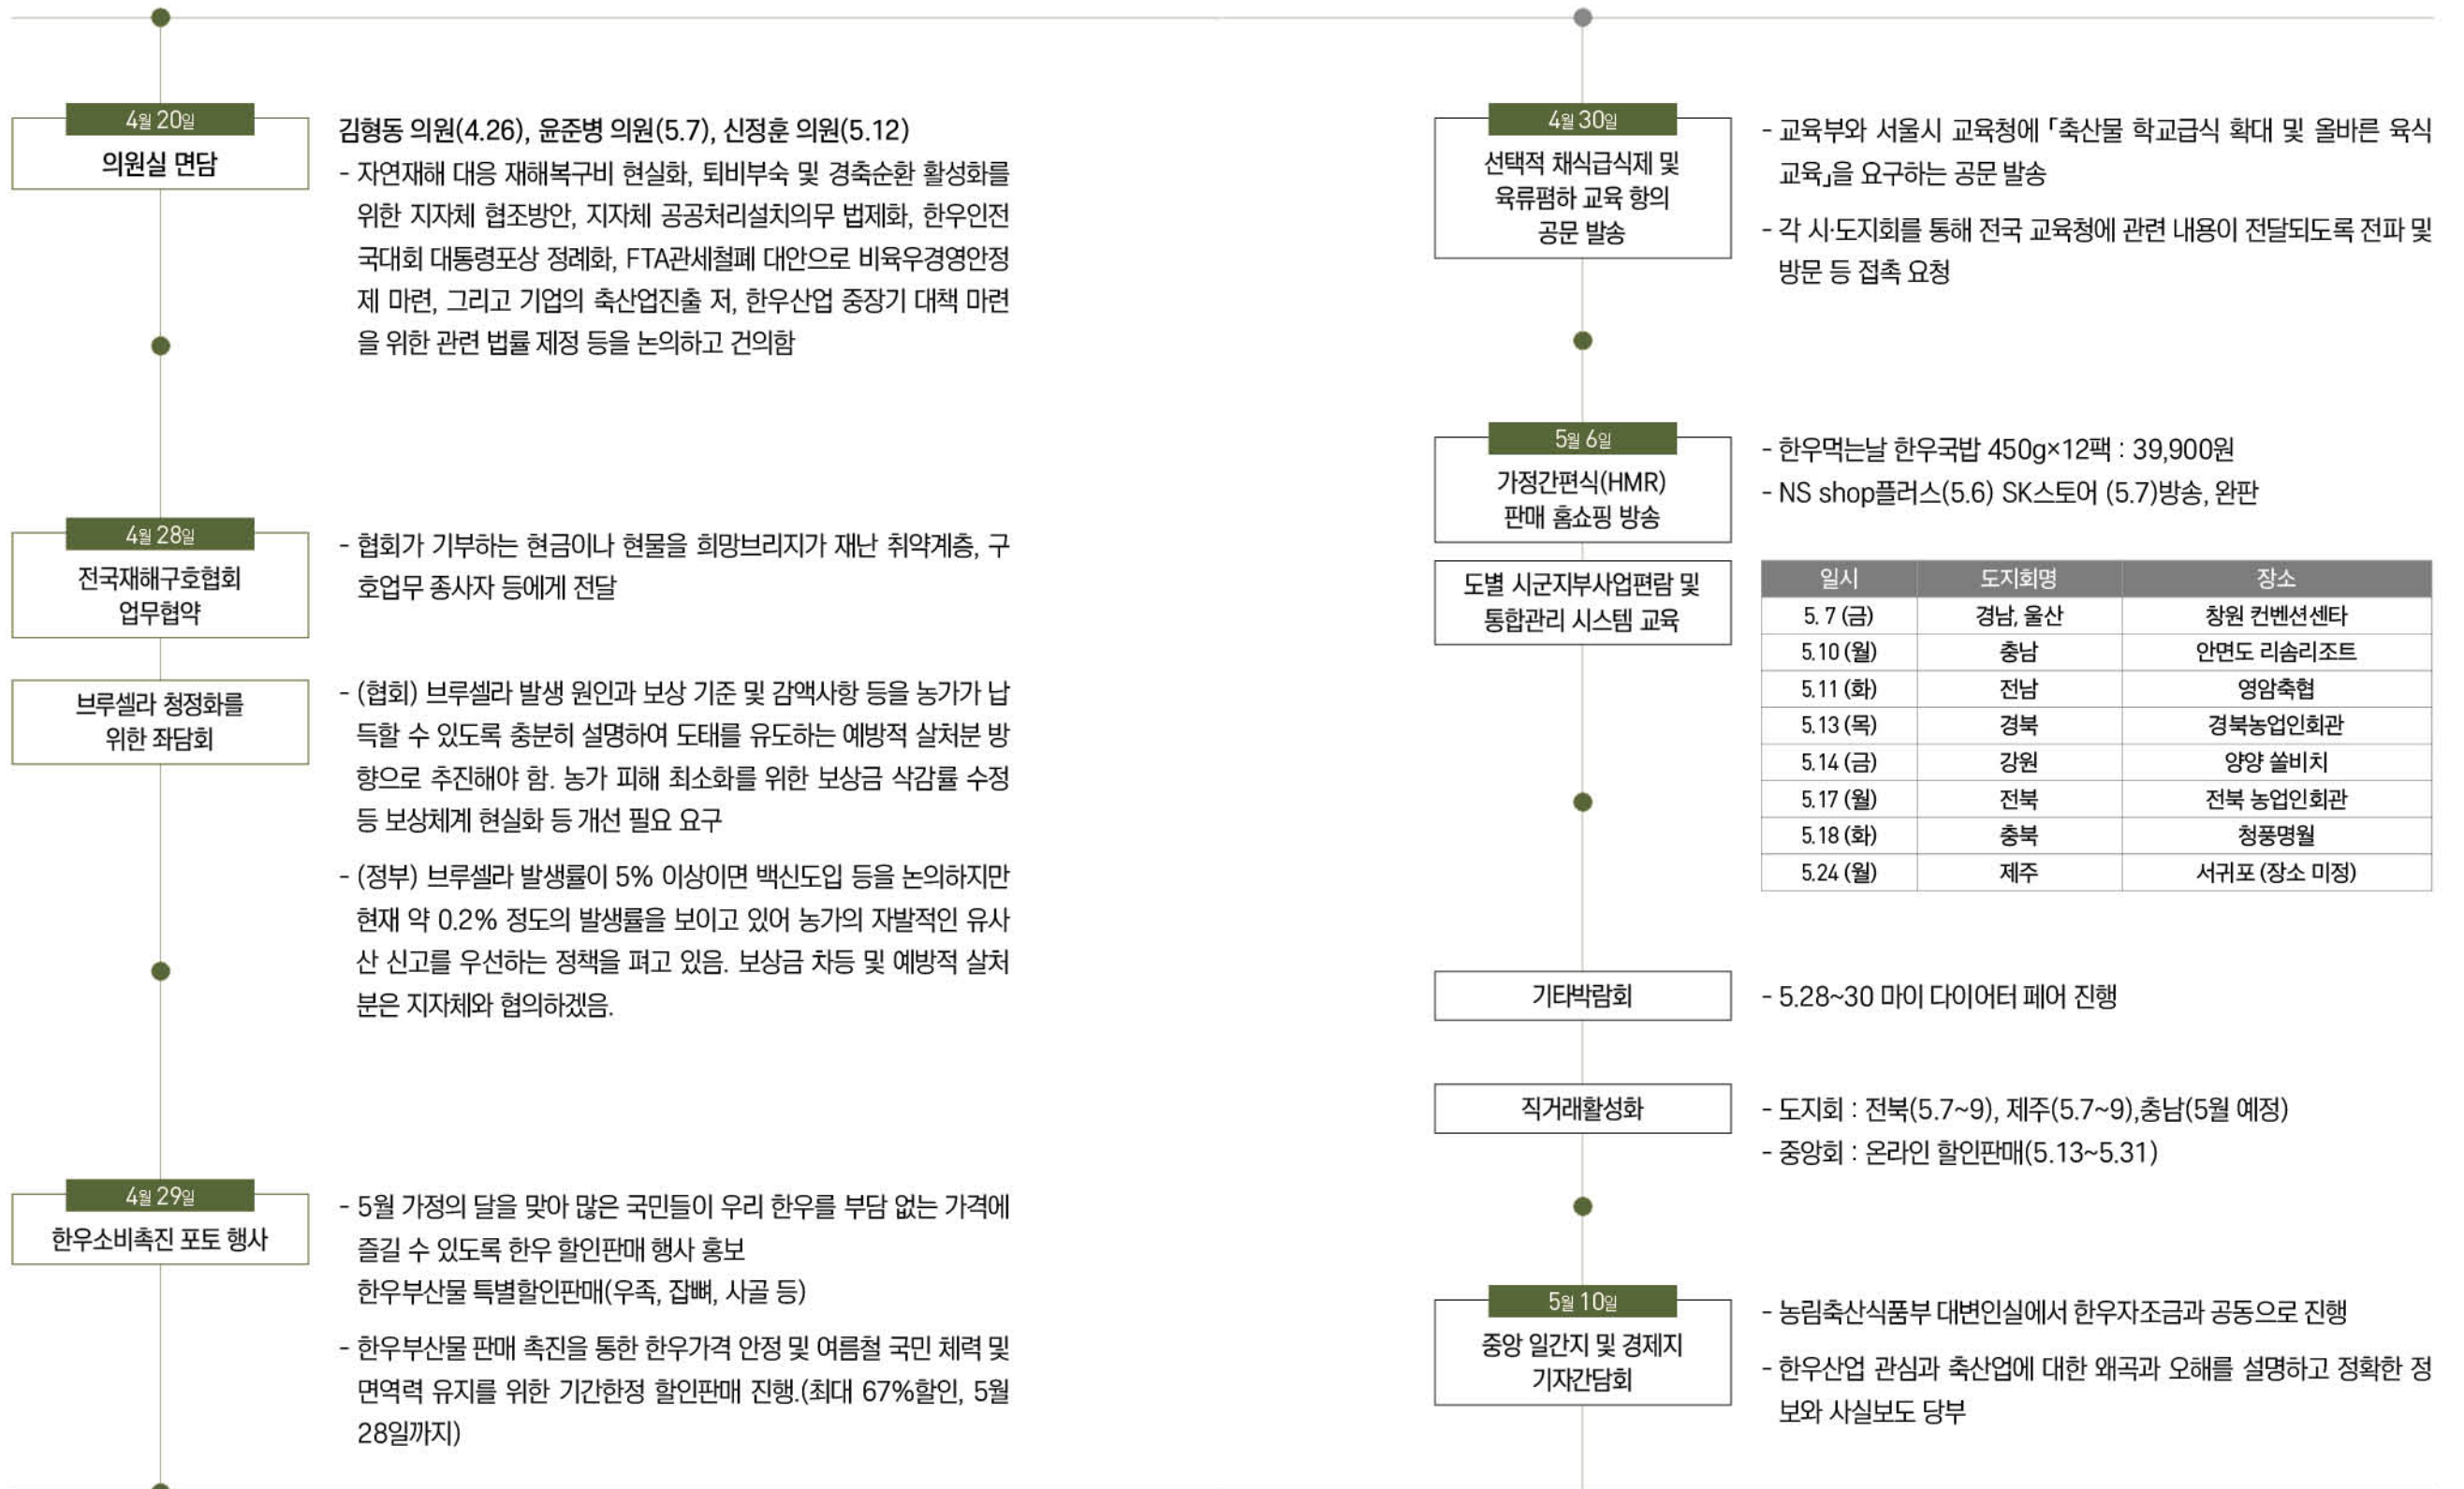 4월 20일
의원실 면담
김형동 의원(4.26), 윤준병 의원(5.7), 신정훈 의원(5.12)
- 자연재해 대응 재해복구비 현실화, 퇴비부숙 및 경축순환 활성화를
위한 지자체 협조방안, 지자체 공공처리설치의무 법제화, 한우인전
국대회 대통령포상 정례화, FTA관세철폐 대안으로 비육우경영안정
제 마련, 그리고 기업의 축산업진출 저, 한우산업 중장기 대책 마련
을 위한 관련 법률 제정 등을 논의하고 건의함
4월 28일
전국재해구호협회
업무협약
- 협회가 기부하는 현금이나 현물을 희망브리지가 재난 취약계층, 구
호업무 종사자 등에게 전달
브루셀라 청정화를
위한 좌담회
- (협회) 브루셀라 발생 원인과 보상 기준 및 감액사항 등을 농가가 납
득할 수 있도록 충분히 설명하여 도태를 유도하는 예방적 살처분 방
향으로 추진해야 함. 농가 피해 최소화를 위한 보상금 삭감률 수정
등 보상체계 현실화 등 개선 필요 요구
- (정부) 브루셀라 발생률이 5% 이상이면 백신도입 등을 논의하지만
현재 약 0.2% 정도의 발생률을 보이고 있어 농가의 자발적인 유사
산 신고를 우선하는 정책을 펴고 있음. 보상금 차등 및 예방적 살처
분은 지자체와 협의하겠음.
4월 29일
한우소비촉진 포토 행사
- 5월 가정의 달을 맞아 많은 국민들이 우리 한우를 부담 없는 가격에
즐길 수 있도록 한우 할인판매 행사 홍보
한우부산물 특별할인판매(우족, 잡뼈, 사골 등)
- 한우부산물 판매 촉진을 통한 한우가격 안정 및 여름철 국민 체력 및
면역력 유지를 위한 기간한정 할인판매 진행.(최대 67%할인, 5월
28일까지)
4월 30일
선택적 채식급식제 및
육류폄하 교육 항의
공문 발송
- 교육부와 서울시 교육청에 「축산물 학교급식 확대 및 올바른 육식
교육」을 요구하는 공문 발송
- 각 시·도지회를 통해 전국 교육청에 관련 내용이 전달되도록 전파 및
방문 등 접촉 요청
5월 6일
가정간편식(HMR)
판매 홈쇼핑 방송
- 한우먹는날 한우국밥 450g×12팩 : 39,900원
- NS shop플러스(5.6) SK스토어 (5.7)방송, 완판
도별 시군지부사업편람 및
통합관리 시스템 교육
일시 도지회명 장소
5. 7 (금) 경남, 울산 창원 컨벤션센타
5.10 (월) 충남 안면도 리솜리조트
5.11 (화) 전남 영암축협
5.13 (목) 경북 경북농업인회관
5.14 (금) 강원 양양 쏠비치
5.17 (월) 전북 전북 농업인회관
5.18 (화) 충북 청풍명월
5.24 (월) 제주 서귀포 (장소 미정)
기타박람회
- 5.28~30 마이 다이어터 페어 진행
직거래활성화
- 도지회 : 전북(5.7~9), 제주(5.7~9),충남(5월 예정)
- 중앙회 : 온라인 할인판매(5.13~5.31)
5월 10일
중앙 일간지 및 경제지
기자간담회
- 농림축산식품부 대변인실에서 한우자조금과 공동으로 진행
- 한우산업 관심과 축산업에 대한 왜곡과 오해를 설명하고 정확한 정
보와 사실보도 당부